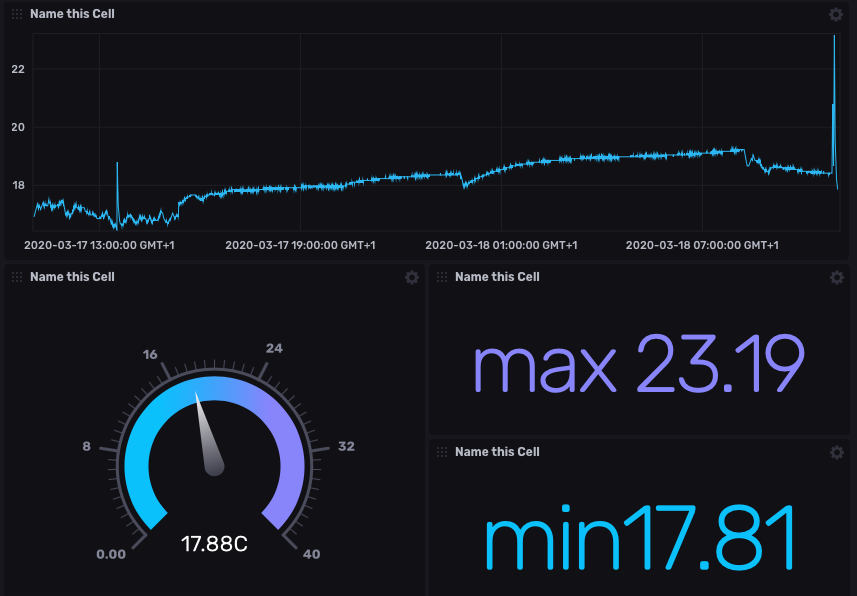 Name this Cell
22
20
18
2020-03-17 13:00:00 GMT+1 2020-03-17 19:00:00 GMT+1 2020-03-18 01:00:00 GMT+1 2020-03-18 07:00:00 GMT+1
Name this Cell
16
24
8
32
0.00
40
17.88C
Name this Cell
max 23.19
Name this Cell
min17.81